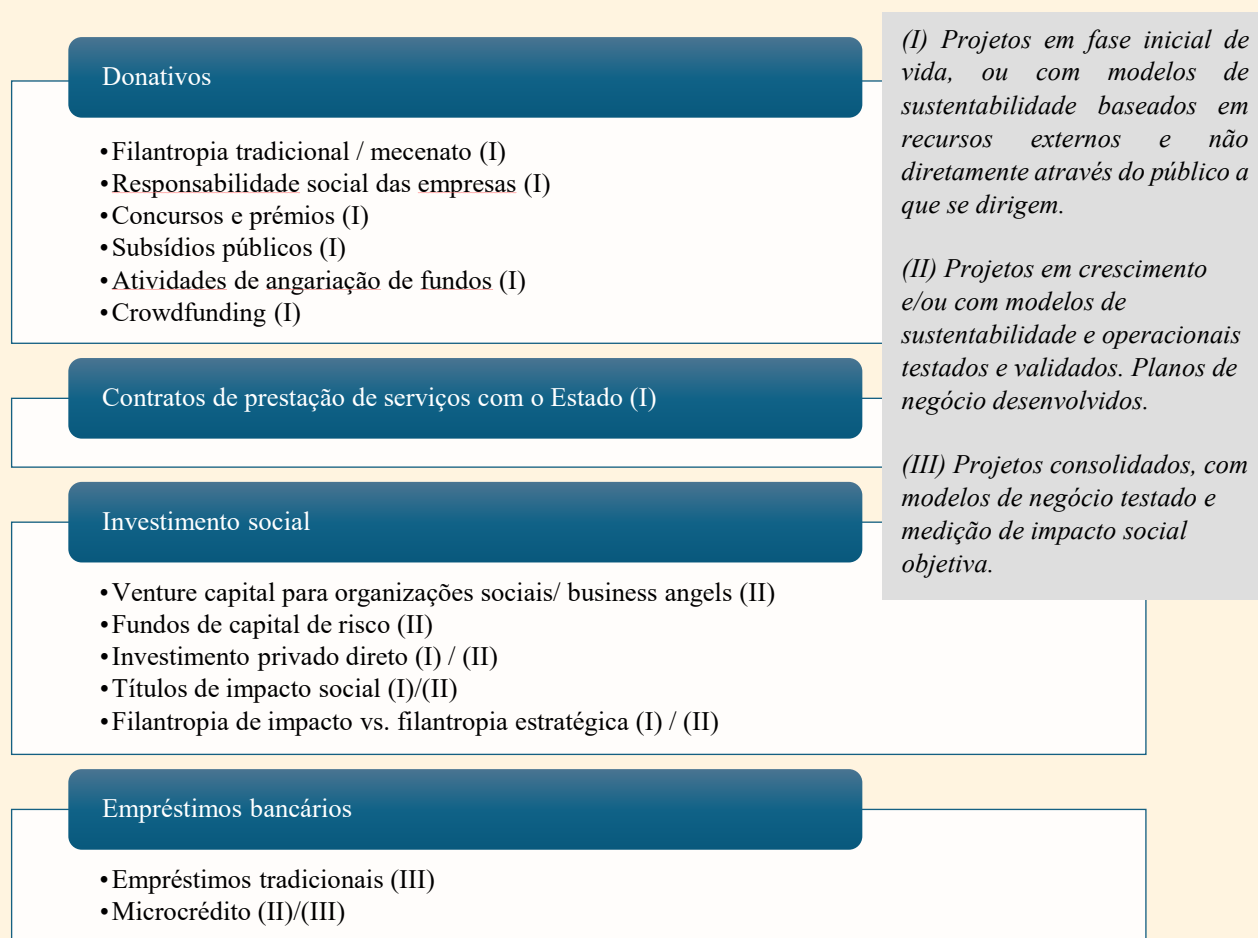 Donativos
•Filantropia tradicional / mecenato (I)
•Responsabilidade social das empresas (I)
•Concursos e prémios (I)
•Subsídios públicos (I)
•Atividades de angariação de fundos (I)
•Crowdfunding (I)
Contratos de prestação de serviços com o Estado (I)
Investimento social
•Venture capital para organizações sociais/ business angels (II)
•Fundos de capital de risco (II)
•Investimento privado direto (I) / (II)
•Títulos de impacto social (I)/(II)
•Filantropia de impacto vs. filantropia estratégica (I) / (II)
Empréstimos bancários
•Empréstimos tradicionais (III)
•Microcrédito (II)/(III)
(I) Projetos em fase inicial de
vida, ou com modelos de
sustentabilidade baseados em
recursos externos e não
diretamente através do público a
que se dirigem.
(II) Projetos em crescimento
e/ou com modelos de
sustentabilidade e operacionais
testados e validados. Planos de
negócio desenvolvidos.
(III) Projetos consolidados, com
modelos de negócio testado e
medição de impacto social
objetiva.